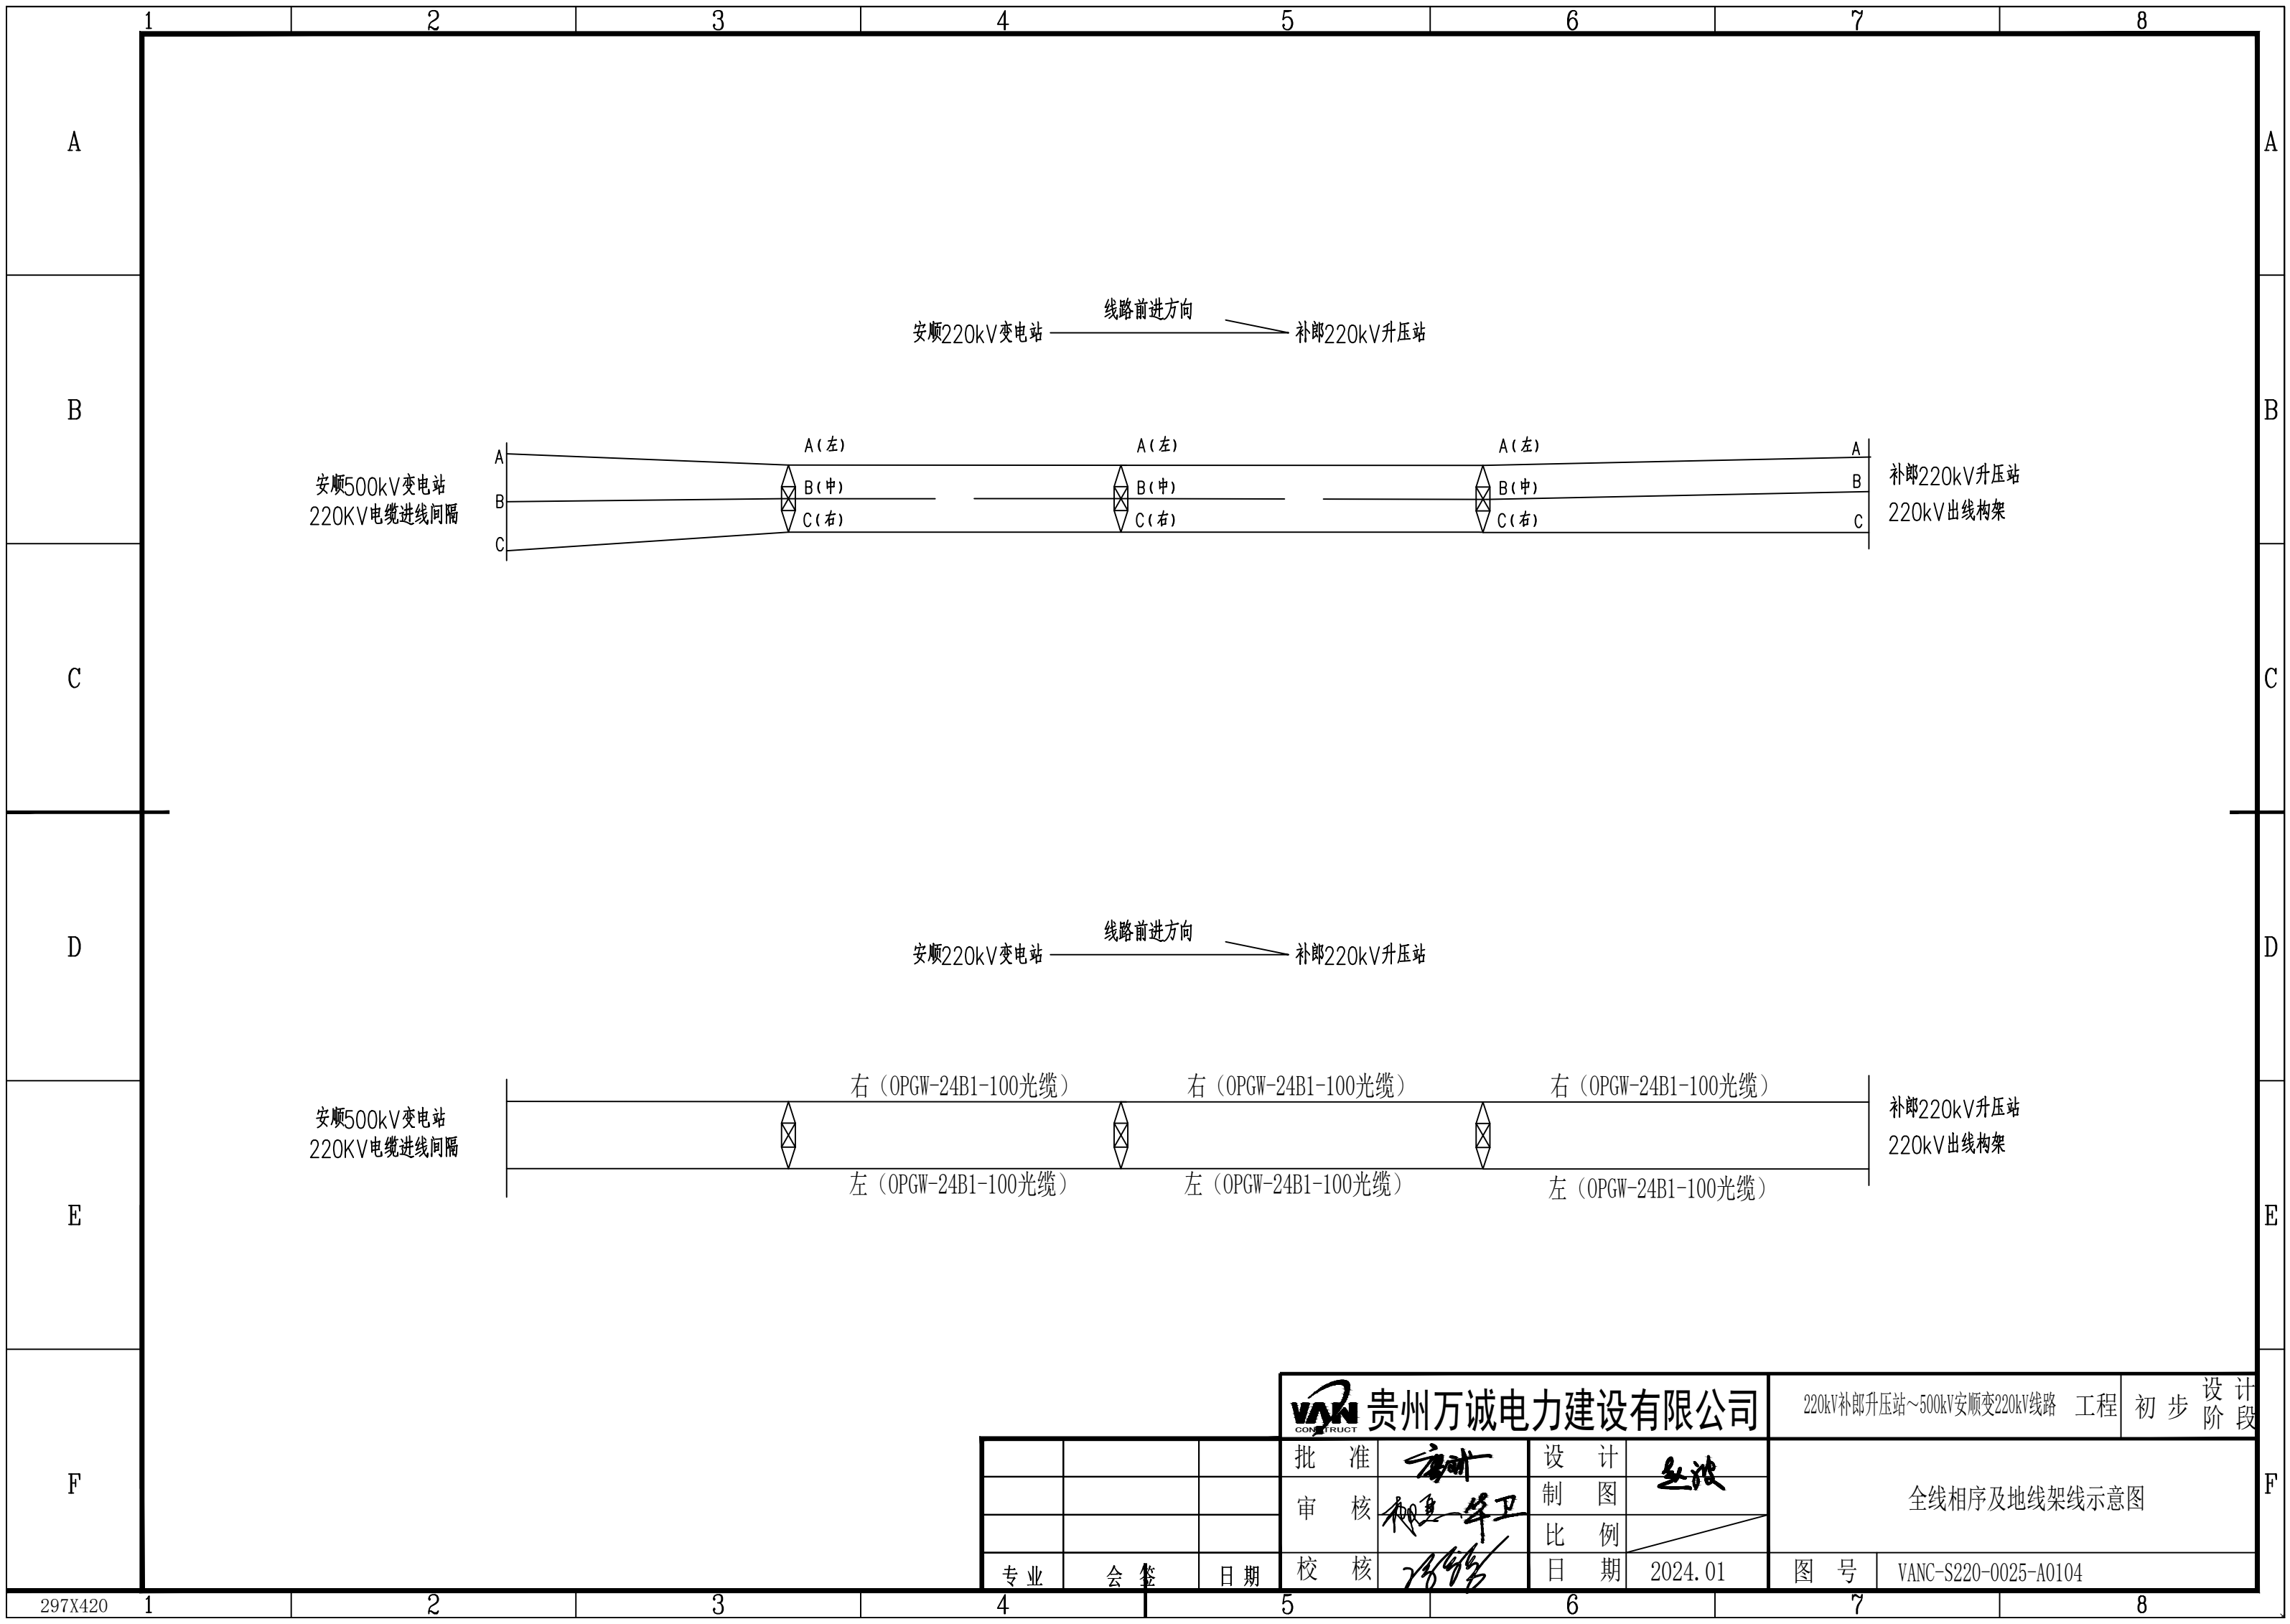 1 2 3 4 5 6 7 8
A A
线路前进方向
安顺220kV变电站 补郎220kV升压站
B B
A(左) A(左) A(左)
A A
安顺500kV变电站 补郎220kV升压站
B(中) B(中) B(中) B
B
220KV电缆进线间隔 220kV出线构架
C(右) C(右) C(右) C
C
C C
线路前进方向
安顺220kV变电站 补郎220kV升压站
D D
右（OPGW-24B1-100光缆） 右（OPGW-24B1-100光缆） 右（OPGW-24B1-100光缆）
安顺500kV变电站 补郎220kV升压站
220KV电缆进线间隔 220kV出线构架
左（OPGW-24B1-100光缆） 左（OPGW-24B1-100光缆） 左（OPGW-24B1-100光缆）
E E
VAN CONSTRUCT 贵州万诚电力建设有限公司 220kV补郎升压站～500kV安顺变220kV线路 工程 初步 设计
阶段
批准 设计 赵波
F F
审核 制图 全线相序及地线架线示意图
比例
专业 会签 日期 校核 日期 2024.01 图号 VANC-S220-0025-A0104
297X420 1 2 3 4 5 6 7 8